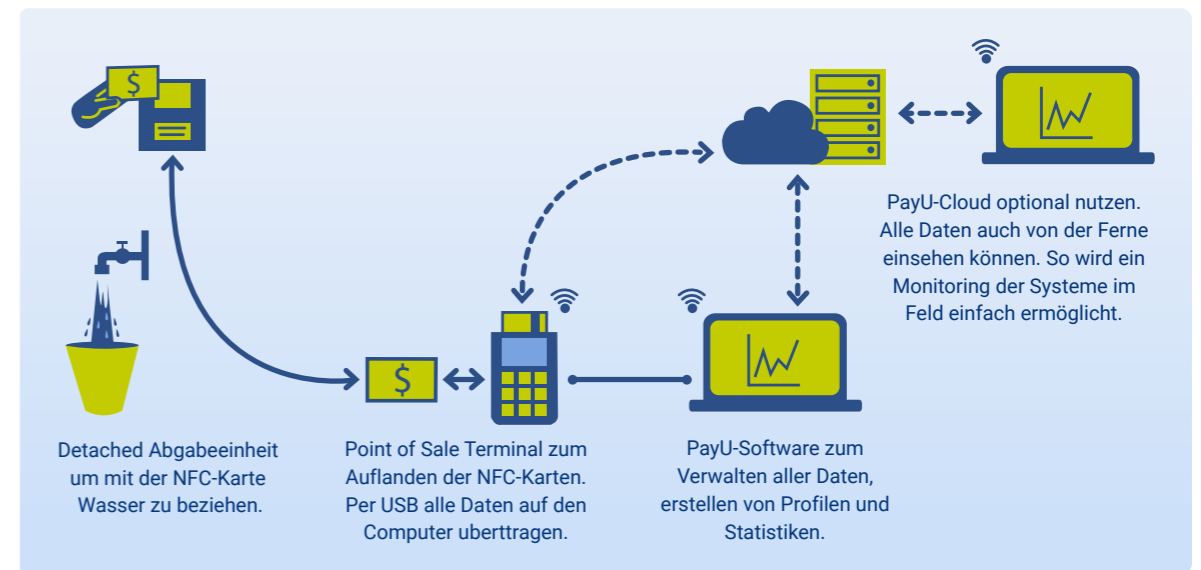 $
$
Detached Abgabeeinheit
um mit der NFC-Karte
Wasser zu beziehen.
Point of Sale Terminal zum
Auflanden der NFC-Karten.
Per USB alle Daten auf den
Computer uberttragen.
PayU-Software zum
Verwalten aller Daten,
erstellen von Profilen und
Statistiken.
PayU-Cloud optional nutzen.
Alle Daten auch von der Ferne
einsehen können. So wird ein
Monitoring der Systeme im
Feld einfach ermöglicht.